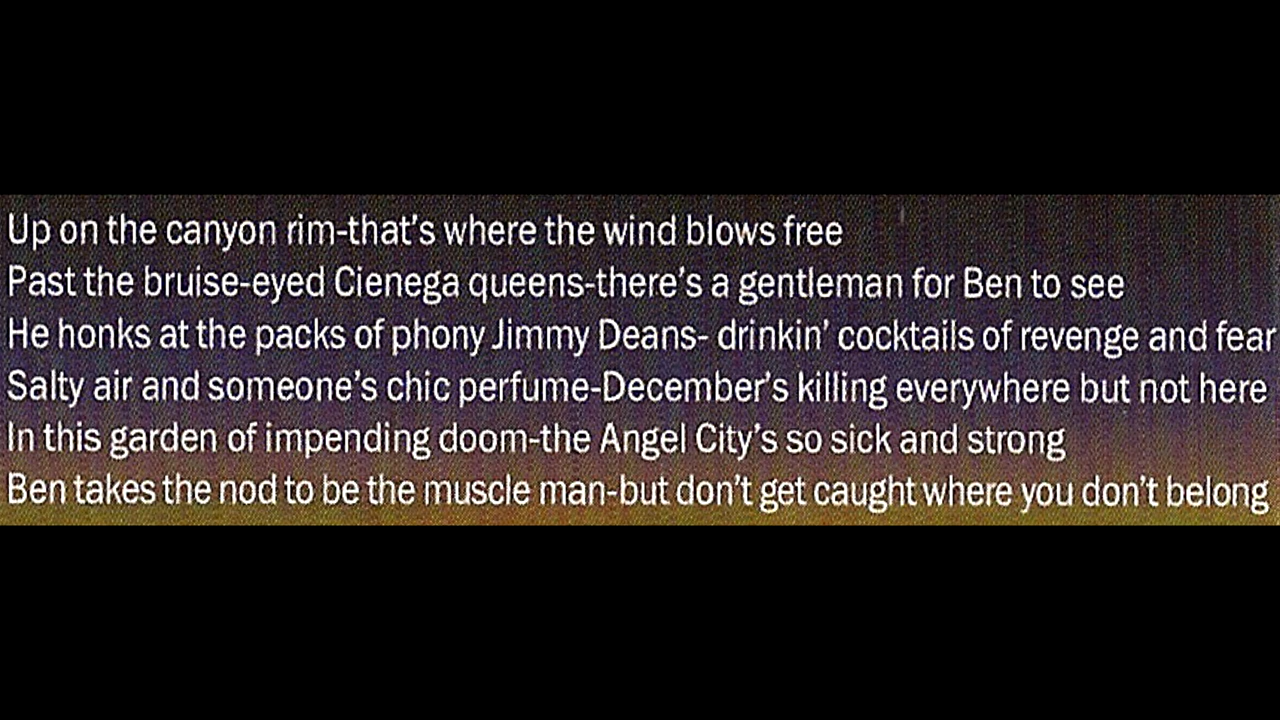 Up on the canyon rim-that's where the wind blows free
Past the bruise-eyed Cienega queens-there's a gentleman for Ben to see
He honks at the packs of phony Jimmy Deans- drinkin' cocktails of revenge and fear
Salty air and someone's chic perfume-December's killing everywhere but not here
In this garden of impending doom-the Angel City's so sick and strong
Ben takes the nod to be the muscle man-but don't get caught where you don't belong